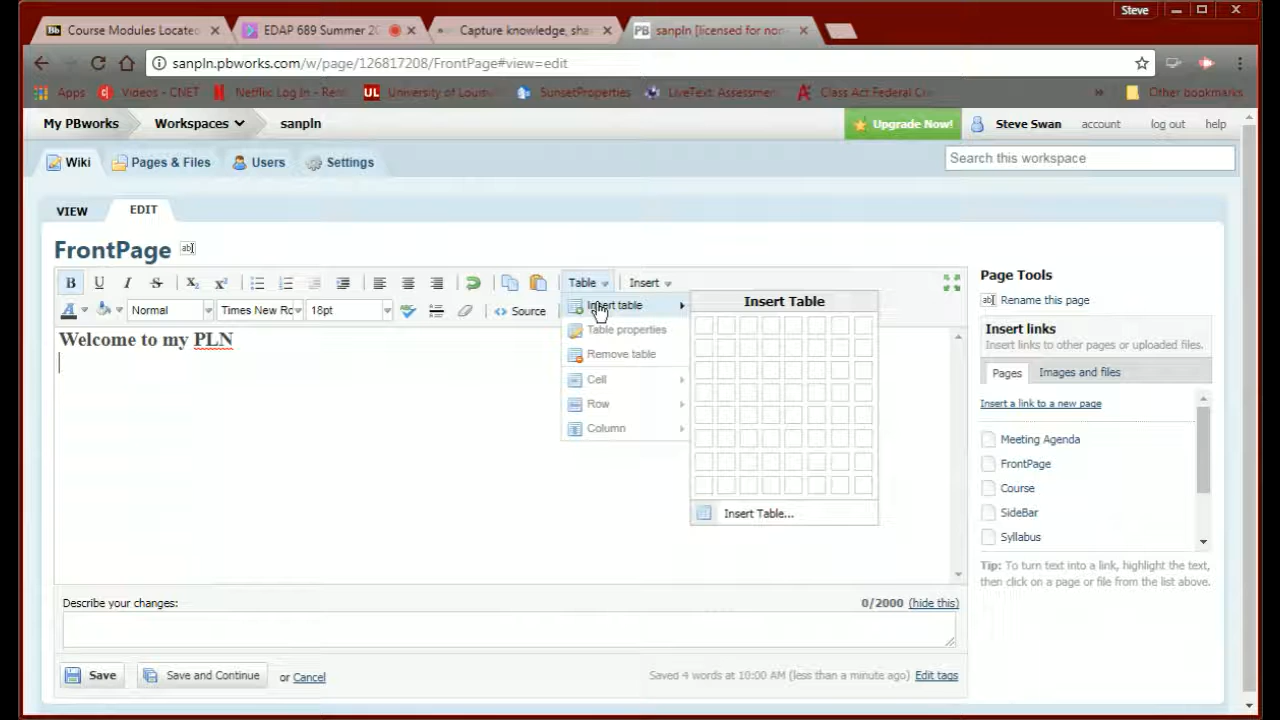 Steve
Course Modules Locate
EDAP 689 Summer 20
Capture knowledge, sha
PB sanpln [licensed for nor
sanpln.pbworks.com/w/page/126817208/FrontPage#view=edit
Apps Videos - CNET Netflix Log In - Ren UL University of Louis SunsetProperties LiveText Assessmen Class Act Federal Cr » Other bookmarks
My PBworks Workspaces sanpln Upgrade Now! Steve Swan account log out help
Wiki Pages & Files Users Settings Search this workspace
VIEW EDIT
FrontPage
B U I S X₂ X² Table Insert
Normal Times New Ro 18pt Source
Insert table
Table properties
Remove table
Cell
Row
Column
Insert Table
Insert Table...
Welcome to my PLN
Page Tools
Rename this page
Insert links
Insert links to other pages or uploaded files.
Pages Images and files
Insert a link to a new page
Meeting Agenda
FrontPage
Course
SideBar
Syllabus
Tip: To turn text into a link, highlight the text,
then click on a page or file from the list above.
Describe your changes: 0/2000 (hide this)
Save Save and Continue or Cancel Saved 4 words at 10:00 AM (less than a minute ago) Edit tags